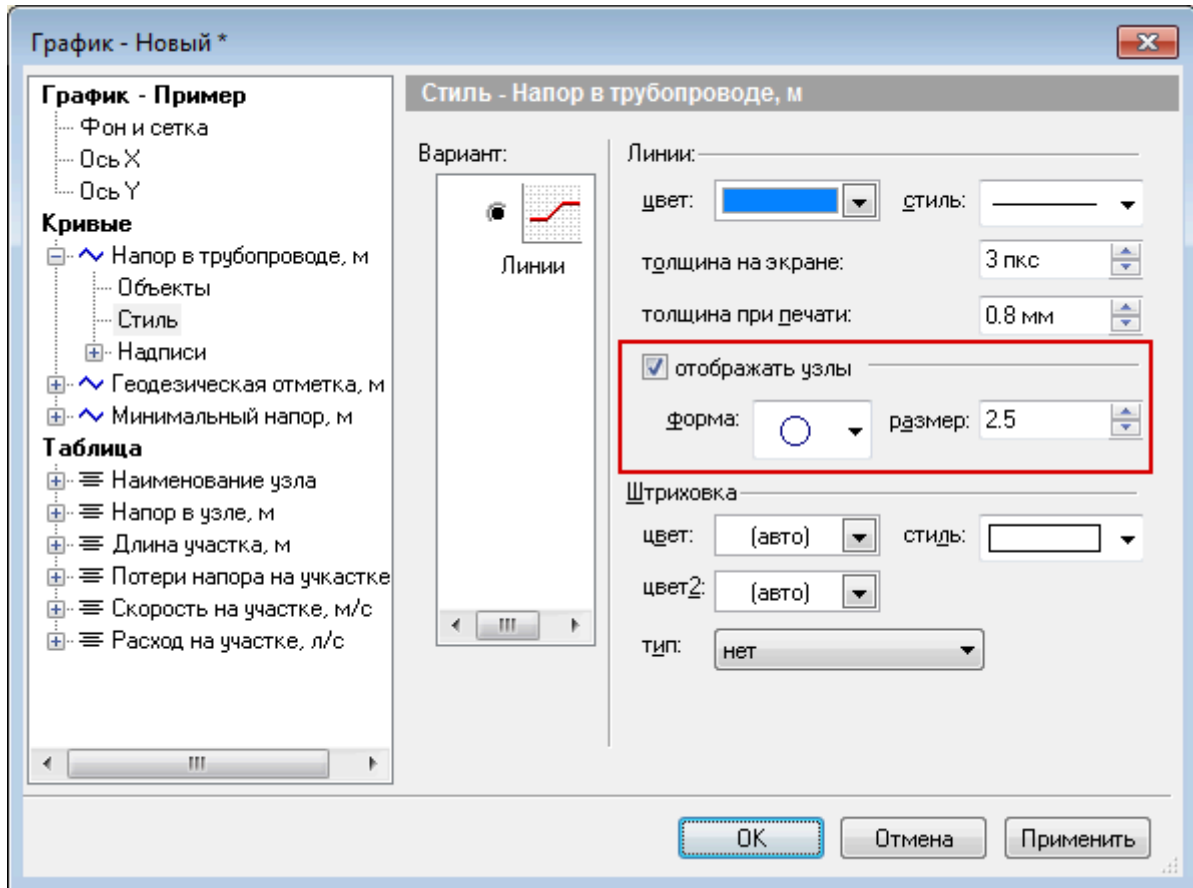 График - Новый *
График - Пример
Фон и сетка
Ось X
Ось Y
Кривые
Напор в трубопроводе, м
Объекты
Стиль
Надписи
Геодезическая отметка, м
Минимальный напор, м
Таблица
Наименование узла
Напор в узле, м
Длина участка, м
Потери напора на учкастке
Скорость на участке, м/с
Расход на участке, л/с
Стиль - Напор в трубопроводе, м
Вариант:
Линии
Линии:
цвет:
стиль:
толщина на экране: 3 пкс
толщина при печати: 0.8 мм
отображать узлы
форма: размер: 2.5
Штриховка
цвет: (авто) стиль:
цвет2: (авто)
тип: нет
OK Отмена Применить